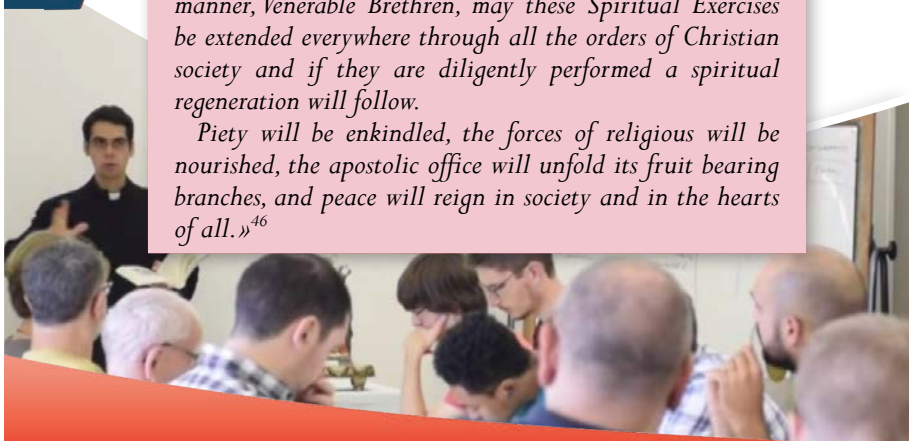 manner, Venerable Brethren, may these Spiritual Exercises
be extended everywhere through all the orders of Christian
society and if they are diligently performed a spiritual
regeneration will follow.
Piety will be enkindled, the forces of religious will be
nourished, the apostolic office will unfold its fruit bearing
branches, and peace will reign in society and in the hearts
of all.»46